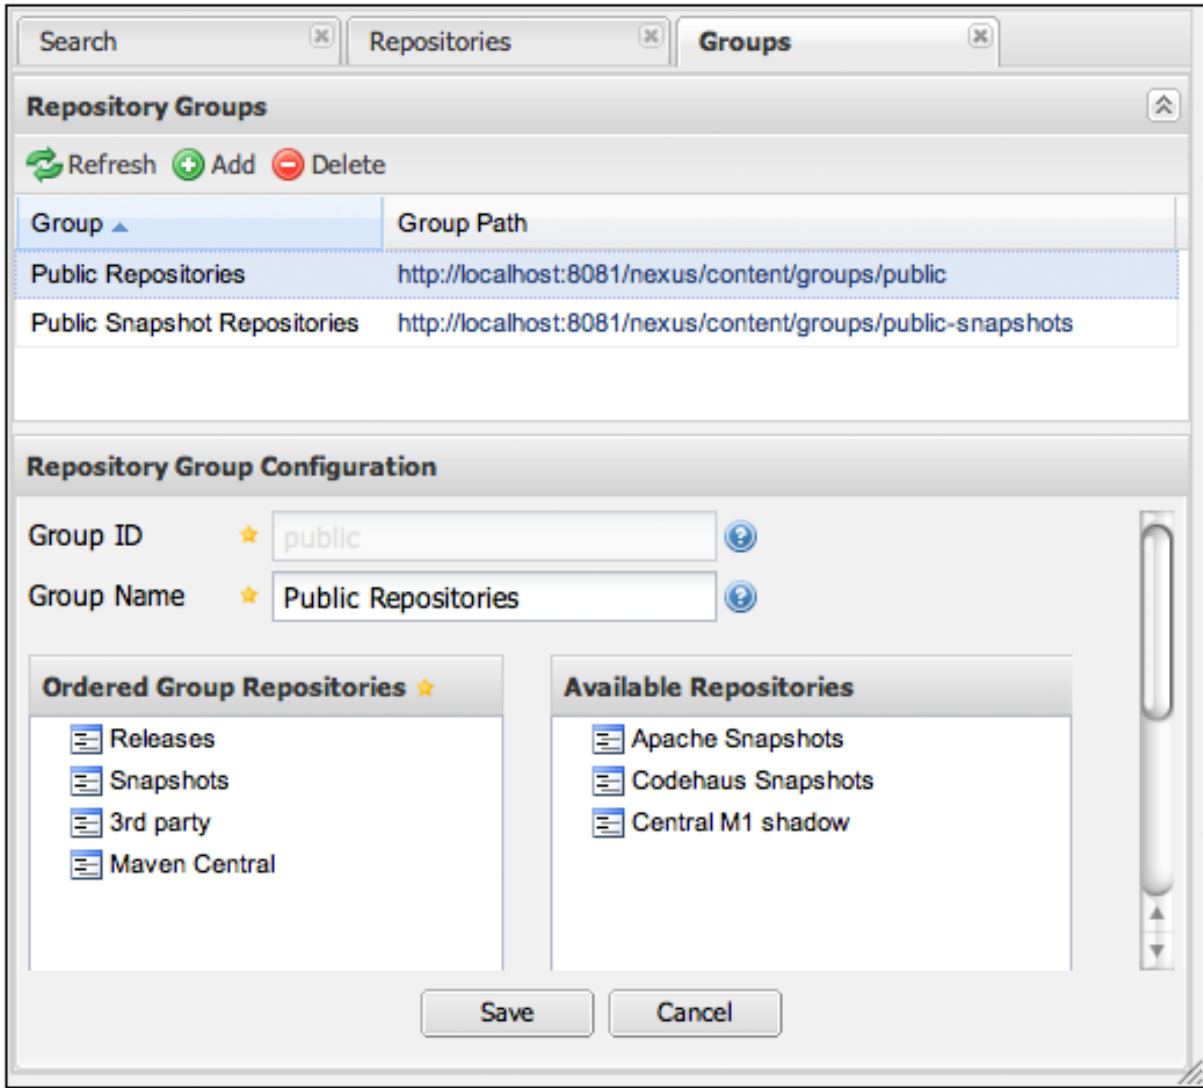 Search Repositories Groups
Repository Groups
Refresh Add Delete
Group Group Path
Public Repositories http://localhost:8081/nexus/content/groups/public
Public Snapshot Repositories http://localhost:8081/nexus/content/groups/public-snapshots
Repository Group Configuration
Group ID public
Group Name Public Repositories
Ordered Group Repositories Available Repositories
Releases Apache Snapshots
Snapshots Codehaus Snapshots
3rd party Central M1 shadow
Maven Central
Save Cancel